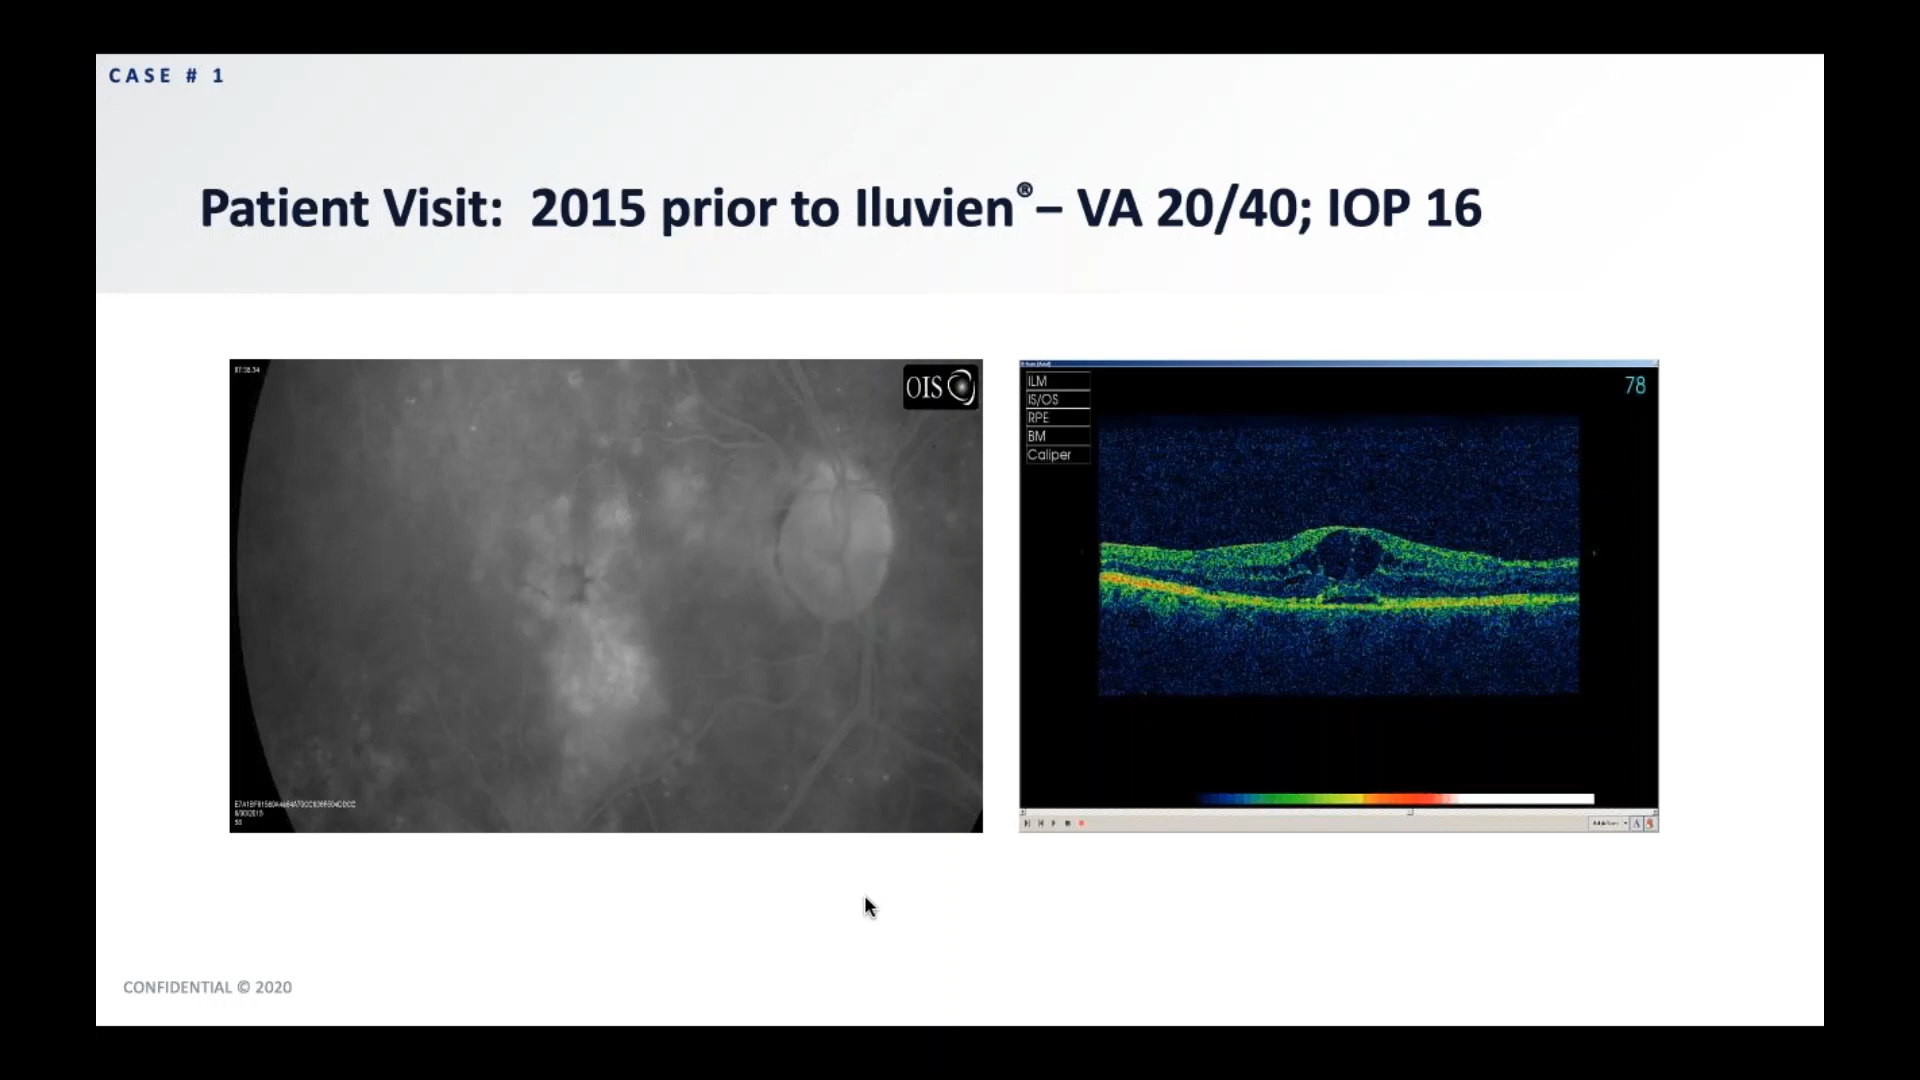 CASE # 1
Patient Visit: 2015 prior to Iluvien®– VA 20/40; IOP 16
OIS
ILM
IS/OS
RPE
BM
Caliper
78
CONFIDENTIAL © 2020